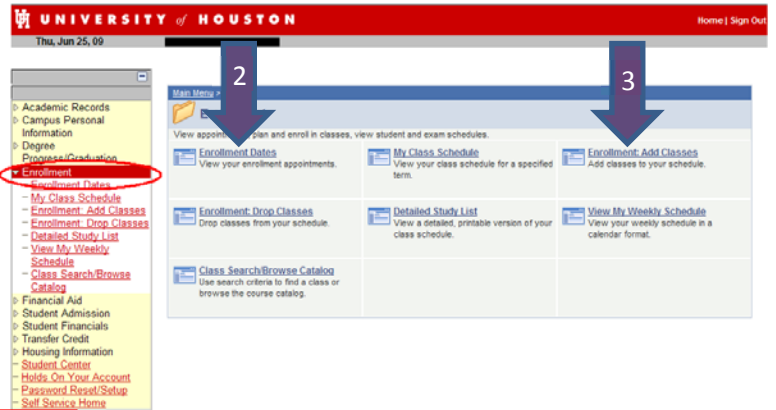 UNIVERSITY of HOUSTON
Home | Sign Out
Thu, Jun 25, 09
Academic Records
Campus Personal
Information
Degree
Progress/Graduation
Enrollment
Enrollment Dates
My Class Schedule
Enrollment: Add Classes
Enrollment: Drop Classes
Detailed Study List
View My Weekly
Schedule
Class Search/Browse
Catalog
Financial Aid
Student Admission
Student Financials
Transfer Credit
Housing Information
Student Center
Holds On Your Account
Password Reset/Setup
Self Service Home
2
3
Main Menu >
View plan and enroll in classes, view student and exam schedules.
Enrollment Dates
View your enrollment appointments.
My Class Schedule
View your class schedule for a specified
term.
Enrollment: Add Classes
Add classes to your schedule.
Enrollment: Drop Classes
Drop classes from your schedule.
Detailed Study List
View a detailed, printable version of your
class schedule.
View My Weekly Schedule
View your weekly schedule in a
calendar format.
Class Search/Browse Catalog
Use search criteria to find a class or
browse the course catalog.